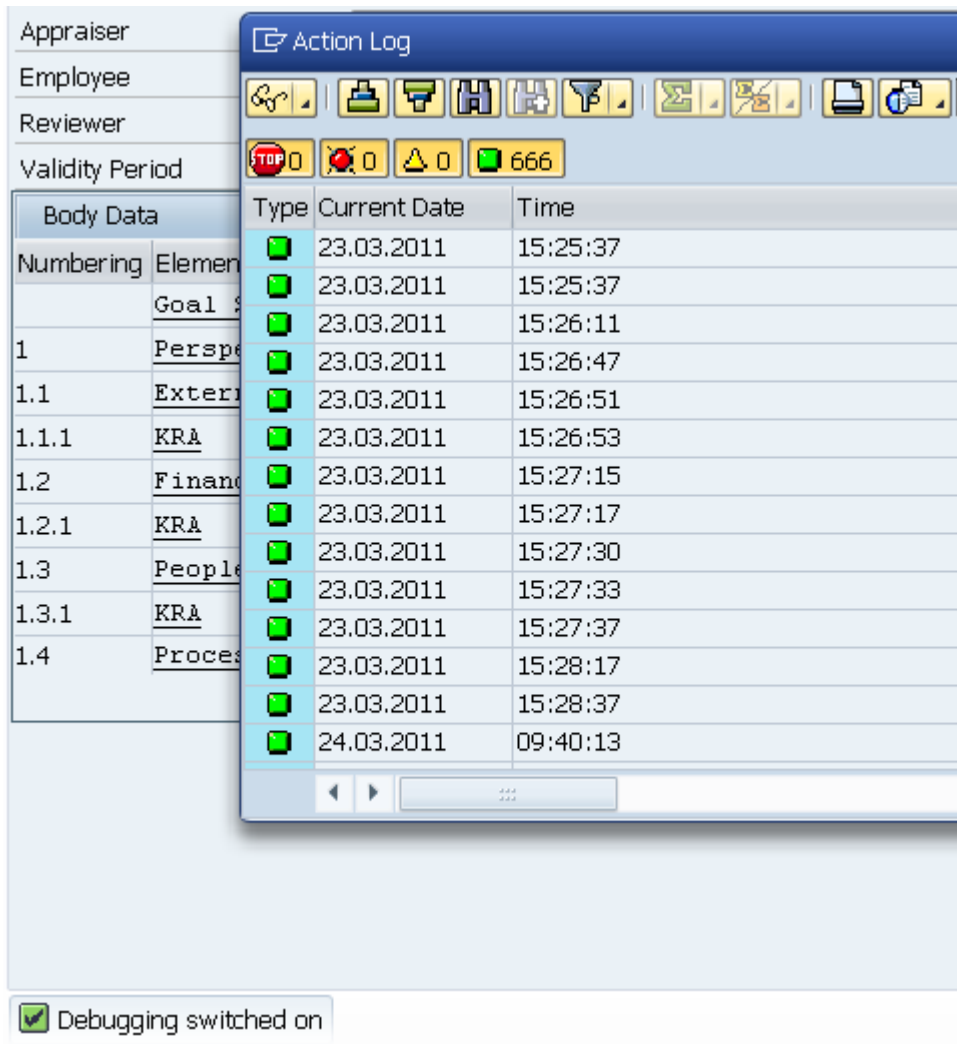 Appraiser
Employee
Reviewer
Validity Period
Body Data
Numbering
Goal
1
1.1
1.1.1 KRA
1.2
1.2.1 KRA
1.3
1.3.1 KRA
1.4
Action Log
STOP 0 0 0 666
Type Current Date Time
23.03.2011 15:25:37
23.03.2011 15:25:37
23.03.2011 15:26:11
23.03.2011 15:26:47
23.03.2011 15:26:51
23.03.2011 15:26:53
23.03.2011 15:27:15
23.03.2011 15:27:17
23.03.2011 15:27:30
23.03.2011 15:27:33
23.03.2011 15:27:37
23.03.2011 15:28:17
23.03.2011 15:28:37
24.03.2011 09:40:13
Debugging switched on